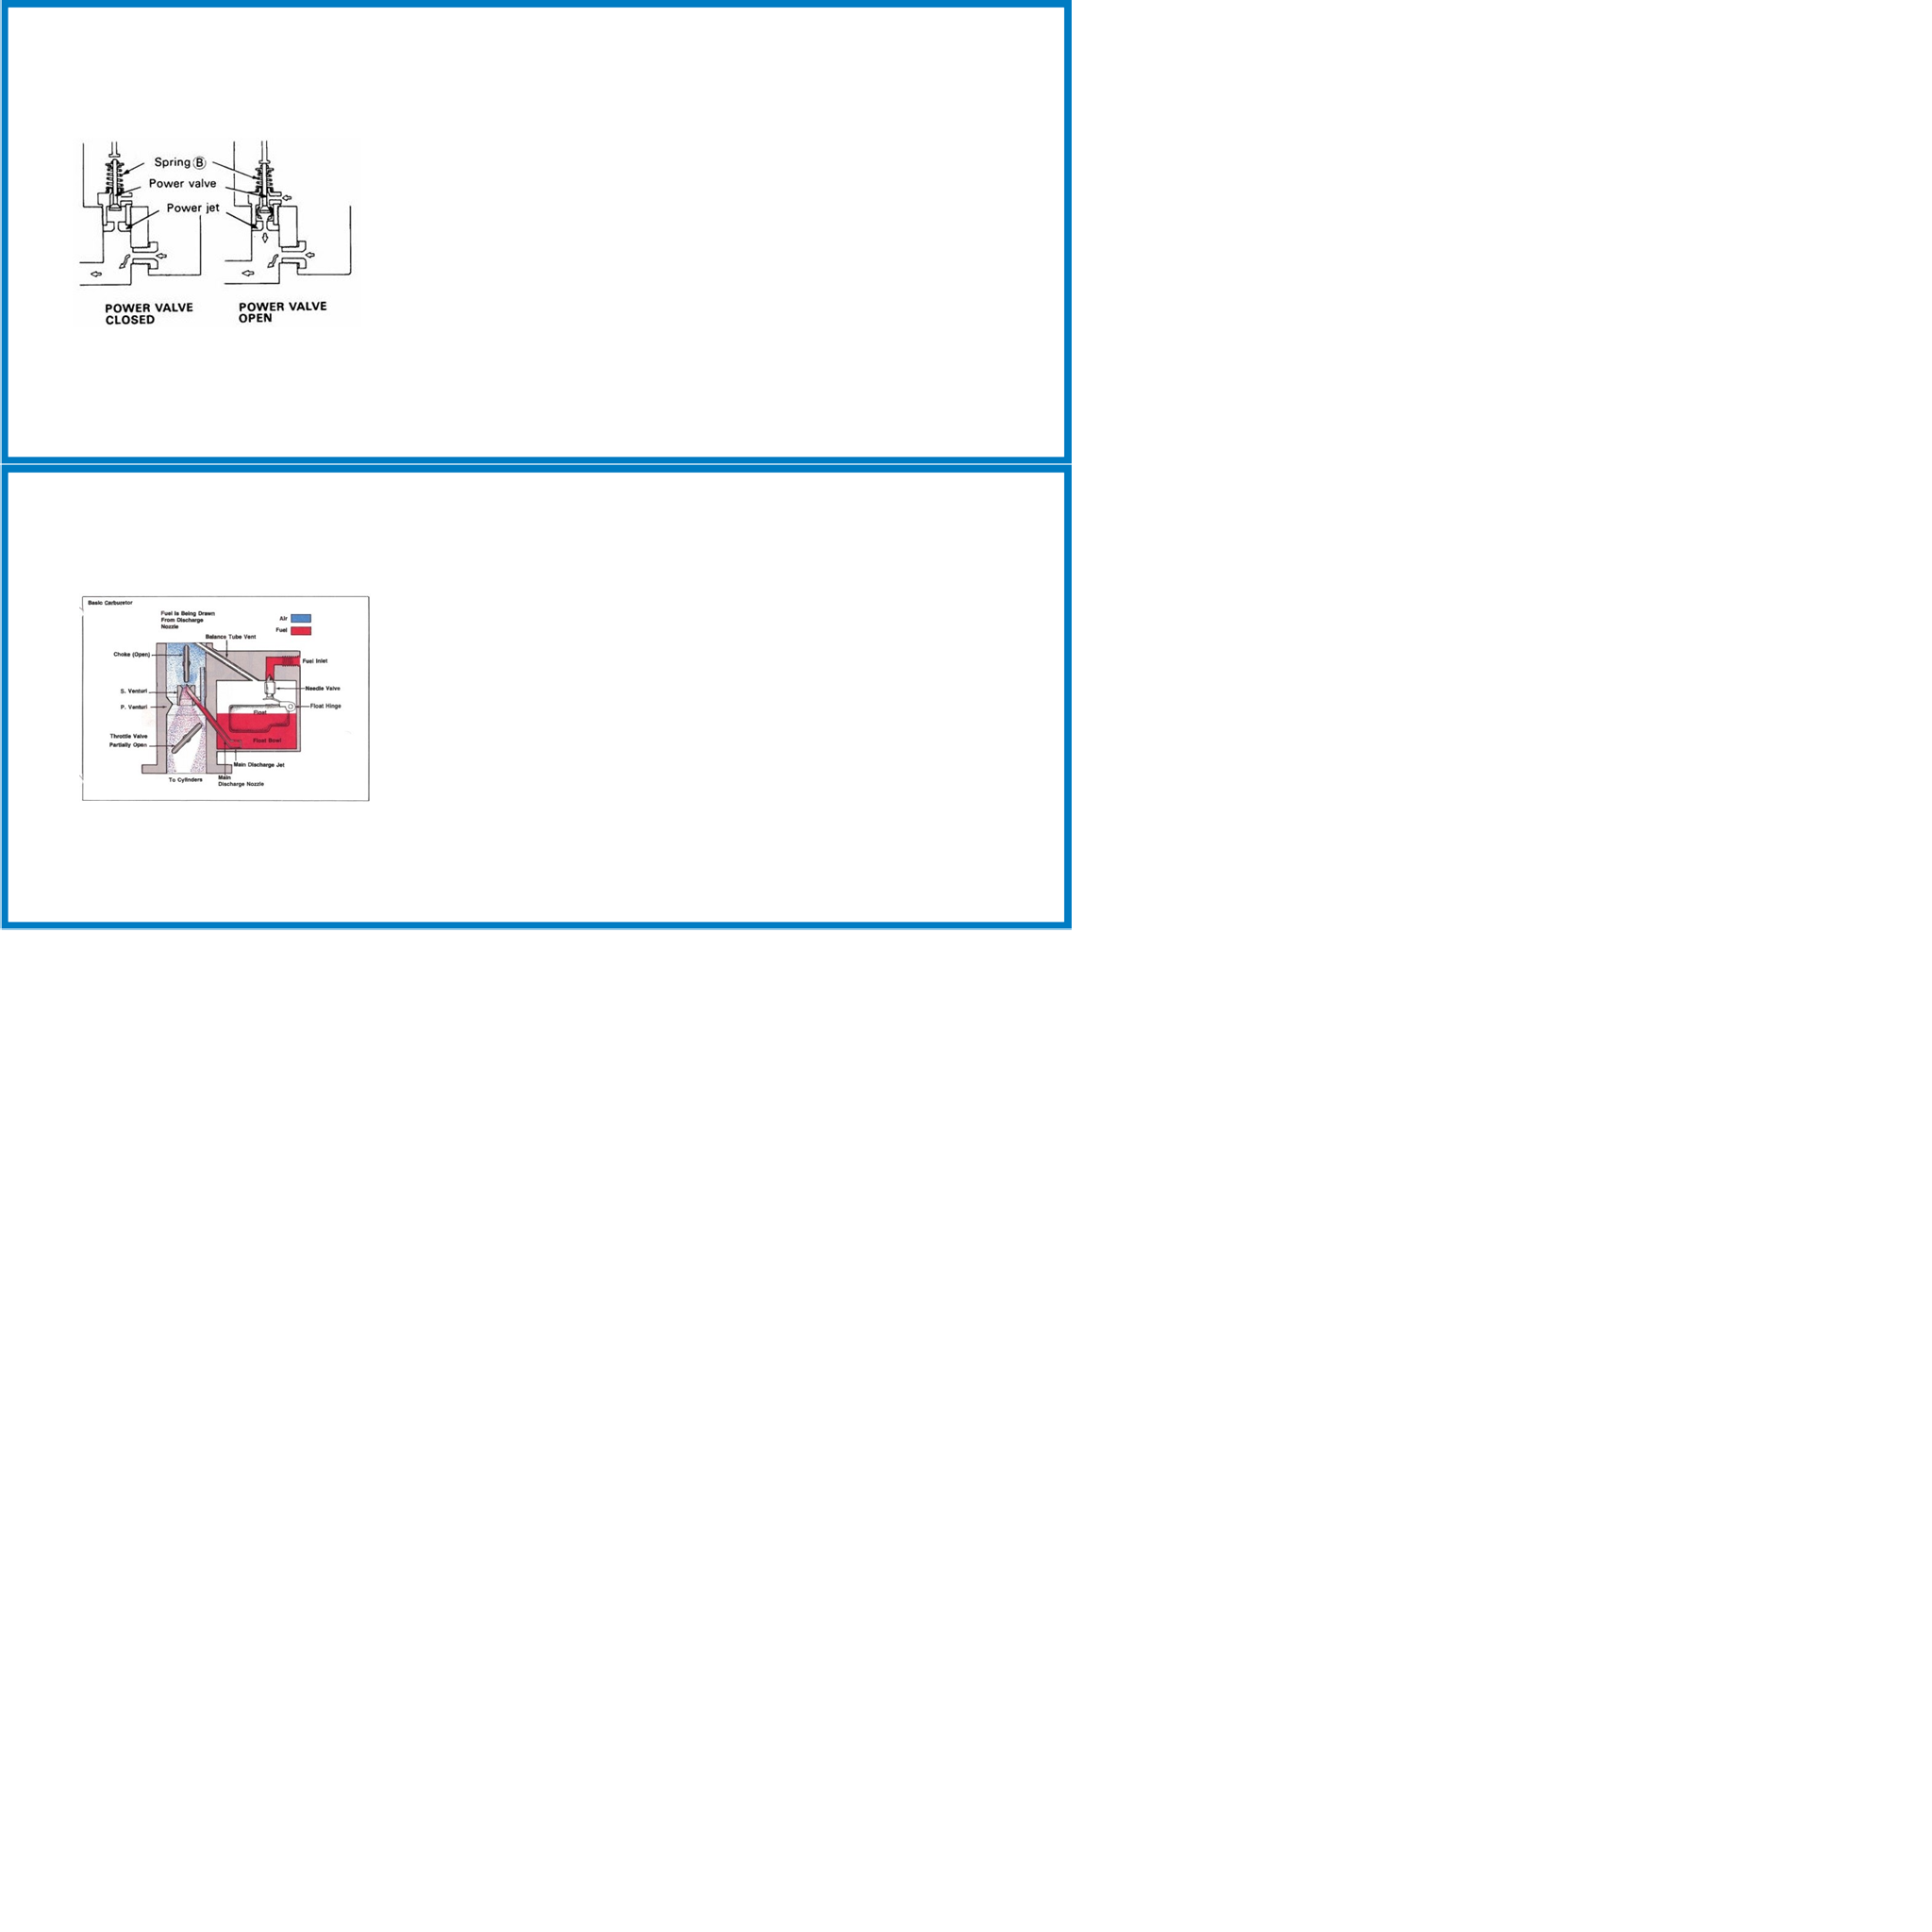 Spring Ⓑ
Power valve
Power jet
POWER VALVE
CLOSED
POWER VALVE
OPEN
Basic Carburetor
Fuel Is Being Drawn
From Discharge
Nozzle
Air
Fuel
Balance Tube Vent
Choke (Open)
Fuel Inlet
S. Venturi
Needle Valve
P. Venturi
Float Hinge
Float
Throttle Valve
Partially Open
Float Bowl
Main Discharge Jet
To Cylinders
Main
Discharge Nozzle